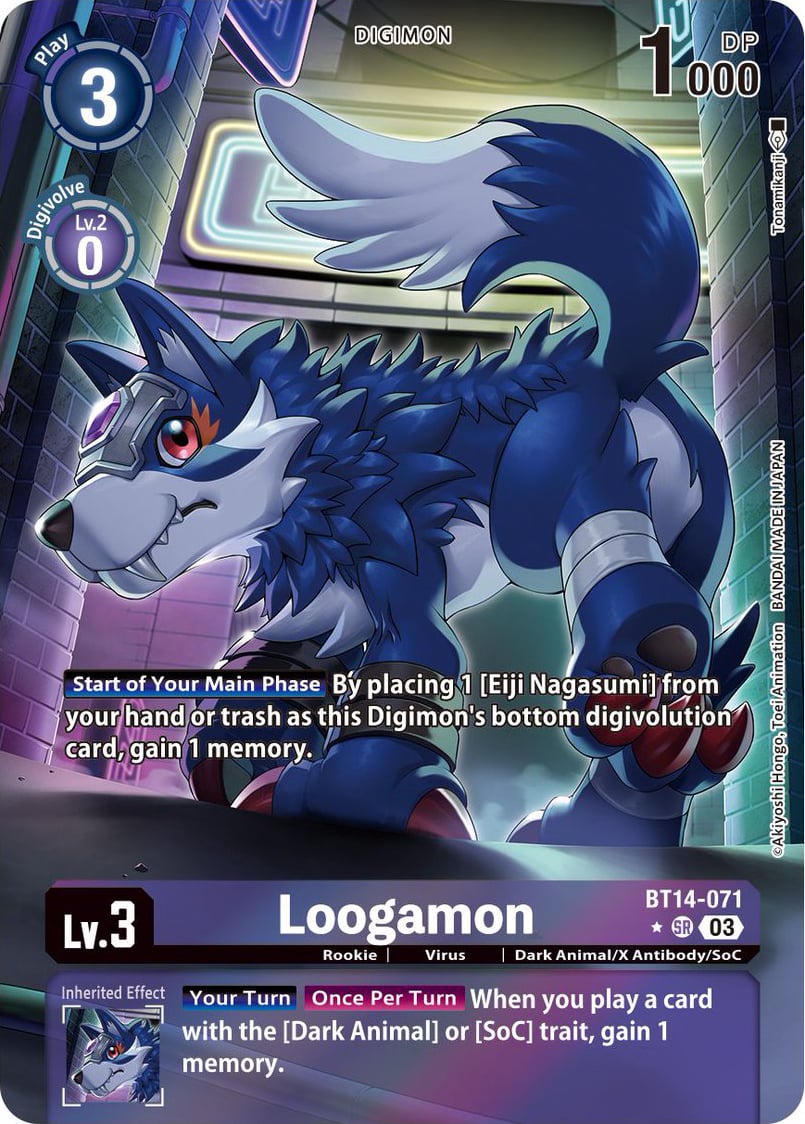 Play
3
DIGIMON
DP
1000
Digivolve
Lv.2
0
Tonamikanji
Start of Your Main Phase By placing 1 [Eiji Nagasumi] from
your hand or trash as this Digimon's bottom digivolution
card, gain 1 memory.
©Akiyoshi Hongo, Toei Animation BANDAI MADE IN JAPAN
Lv.3
Loogamon
BT14-071
SR 03
Rookie | Virus | Dark Animal/X Antibody/SoC
Inherited Effect
Your Turn Once Per Turn When you play a card
with the [Dark Animal] or [SoC] trait, gain 1
memory.